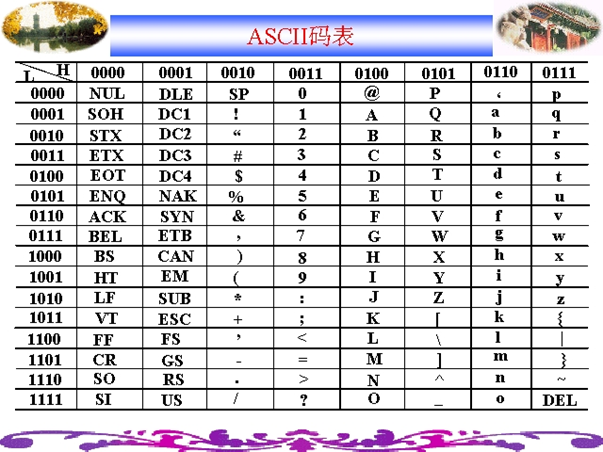 ASCII码表
L H 0000 0001 0010 0011 0100 0101 0110 0111
0000 NUL DLE SP 0 @ P ‘ p
0001 SOH DC1 ! 1 A Q a q
0010 STX DC2 “ 2 B R b r
0011 ETX DC3 # 3 C S c s
0100 EOT DC4 $ 4 D T d t
0101 ENQ NAK % 5 E U e u
0110 ACK SYN & 6 F V f v
0111 BEL ETB , 7 G W g w
1000 BS CAN ) 8 H X h x
1001 HT EM ( 9 I Y i y
1010 LF SUB * : J Z j z
1011 VT ESC + ; K [ k {
1100 FF FS ’ < L \ l |
1101 CR GS - = M ] m }
1110 SO RS . > N ^ n ~
1111 SI US / ? O _ o DEL